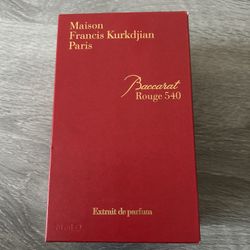 Maison
Francis Kurkdjian
Paris
Baccarat
Rouge 540
Extrait de parfum